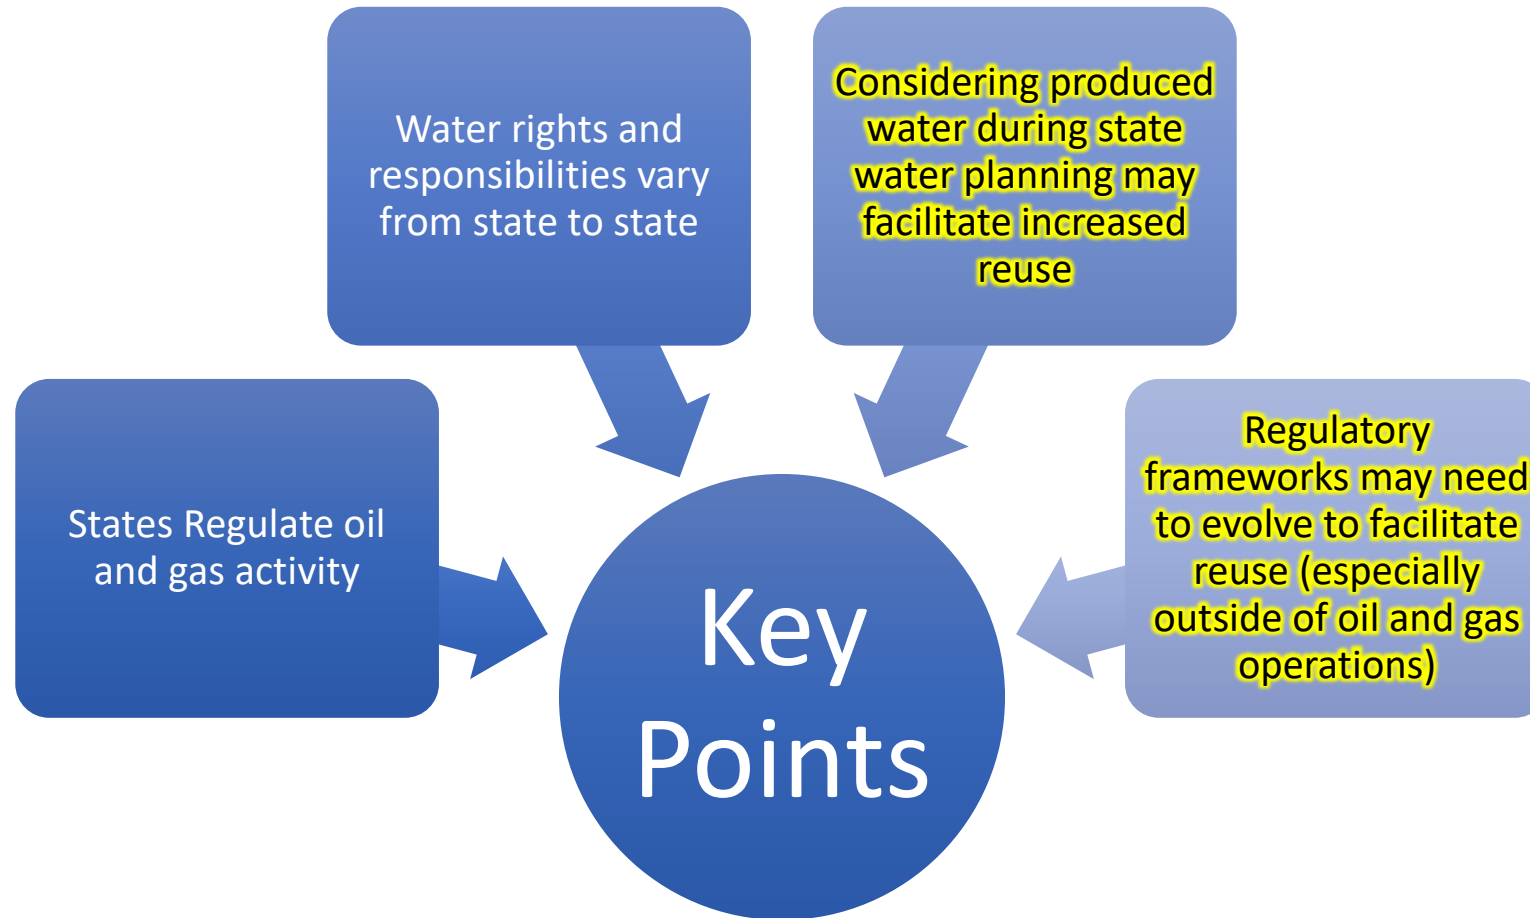 States Regulate oil
and gas activity
Water rights and
responsibilities vary
from state to state
Considering produced
water during state
water planning may
facilitate increased
reuse
Regulatory
frameworks may need
to evolve to facilitate
reuse (especially
outside of oil and gas
operations)
Key
Points